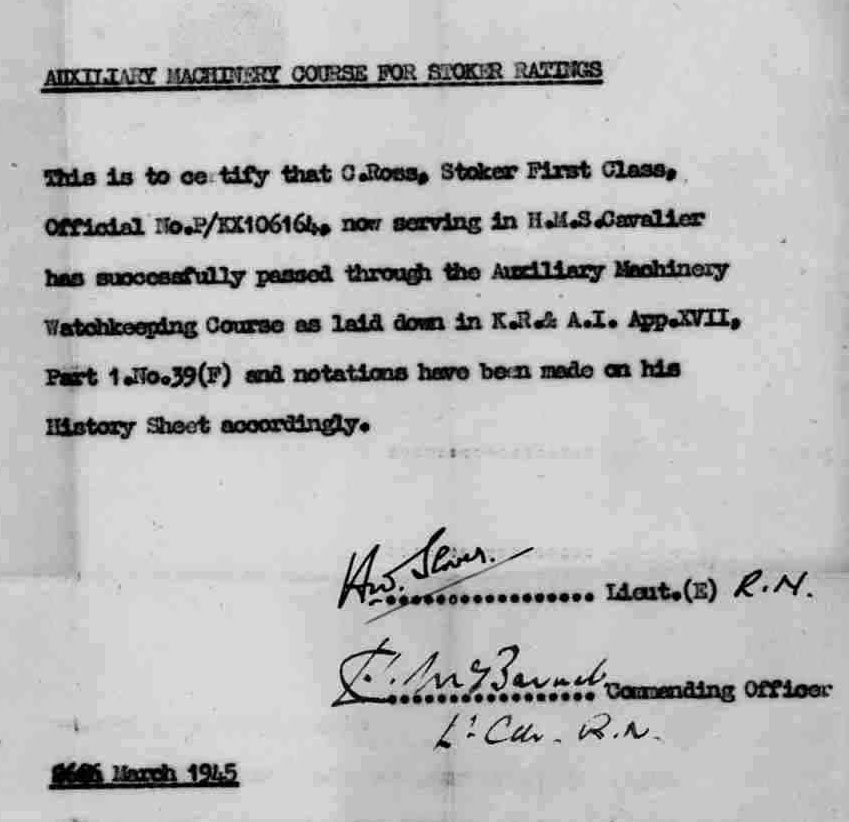 AUXILIARY MACHINERY COURSE FOR STOKER RATINGS
This is to certify that C.Ross, Stoker First Class,
Official No.P/KX106164, now serving in H.M.S.Cavalier
has successfully passed through the Auxiliary Machinery
Watchkeeping Course as laid down in K.R.& A.I. App.XVII,
Part 1.No.39(F) and notations have been made on his
History Sheet accordingly.
.................. Lieut.(E) R.N.
.................. Commanding Officer
Lt Cdr. R.N.
March 1945